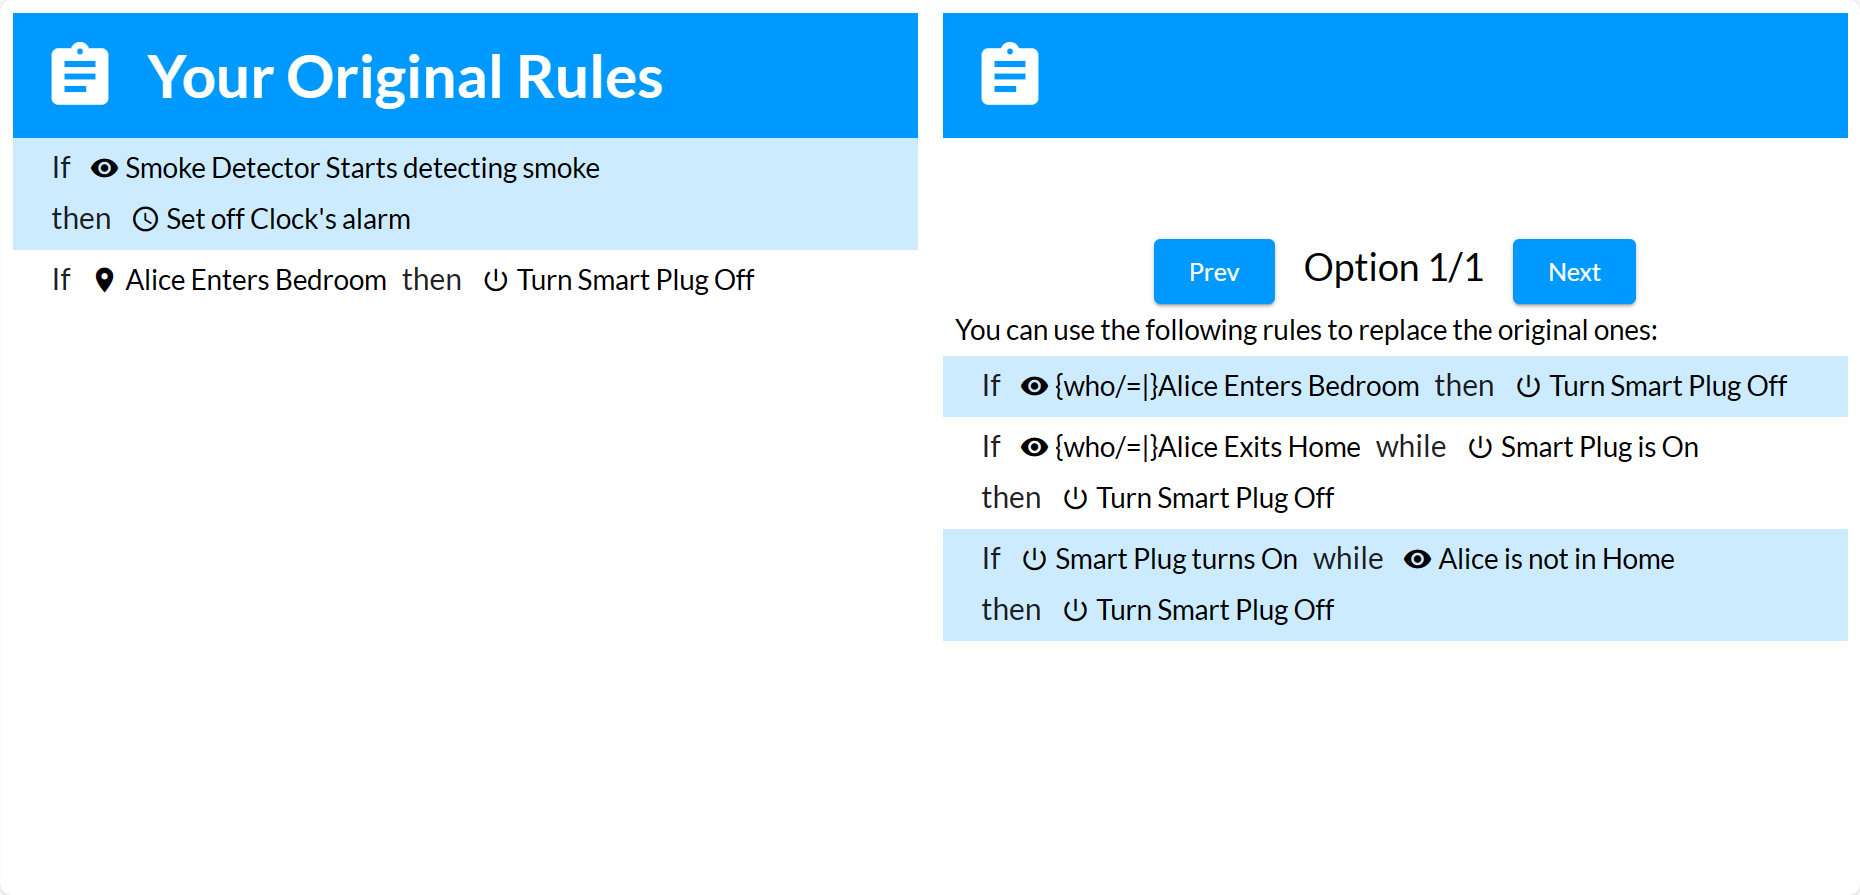 Your Original Rules
If Smoke Detector Starts detecting smoke
then Set off Clock's alarm
If Alice Enters Bedroom then Turn Smart Plug Off
Prev Option 1/1 Next
You can use the following rules to replace the original ones:
If {who/=|}Alice Enters Bedroom then Turn Smart Plug Off
If {who/=|}Alice Exits Home while Smart Plug is On
then Turn Smart Plug Off
If Smart Plug turns On while Alice is not in Home
then Turn Smart Plug Off